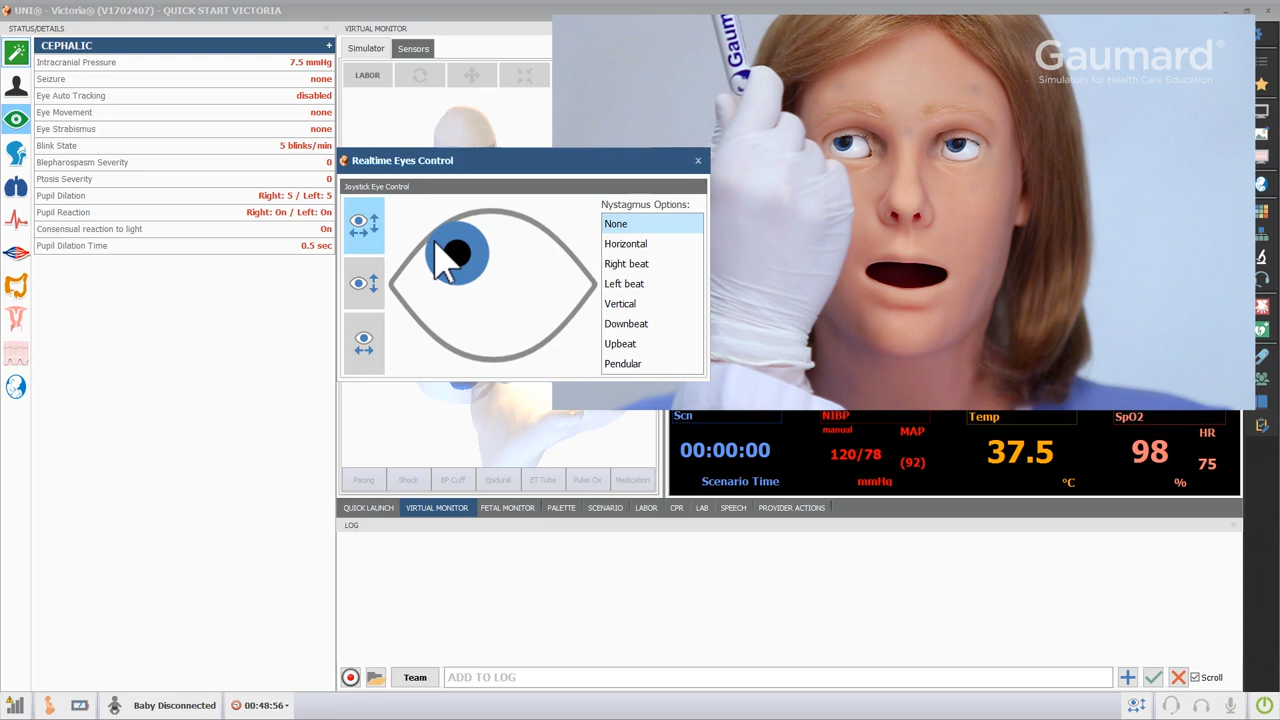 UNI® - Victoria® (V1702407) - QUICK START VICTORIA
STATUS/DETAILS
CEPHALIC +
Intracranial Pressure 7.5 mmHg
Seizure none
Eye Auto Tracking disabled
Eye Movement none
Eye Strabismus none
Blink State 5 blinks/min
Blepharospasm Severity 0
Ptosis Severity 0
Pupil Dilation Right: 5 / Left: 5
Pupil Reaction Right: On / Left: On
Consensual reaction to light On
Pupil Dilation Time 0.5 sec
VIRTUAL MONITOR
Simulator Sensors
LABOR
Gaum
Gaumard®
Simulators for Health Care Education
Realtime Eyes Control x
Joystick Eye Control
Nystagmus Options:
None
Horizontal
Right beat
Left beat
Vertical
Downbeat
Upbeat
Pendular
Pacing Shock BP Cuff Epidural ET Tube Pulse Ox Medication
Scn
00:00:00
Scenario Time
NIBP
manual
MAP
120/78
(92)
mmHg
Temp
37.5
°C
SpO2
98
%
HR
75
QUICK LAUNCH VIRTUAL MONITOR FETAL MONITOR PALETTE SCENARIO LABOR CPR LAB SPEECH PROVIDER ACTIONS
LOG
Team ADD TO LOG Scroll
Baby Disconnected 00:48:56